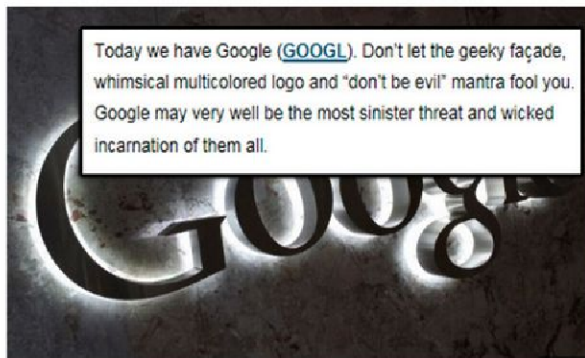 Today we have Google (GOOGL). Don't let the geeky façade,
whimsical multicolored logo and "don't be evil" mantra fool you.
Google may very well be the most sinister threat and wicked
incarnation of them all.
Google